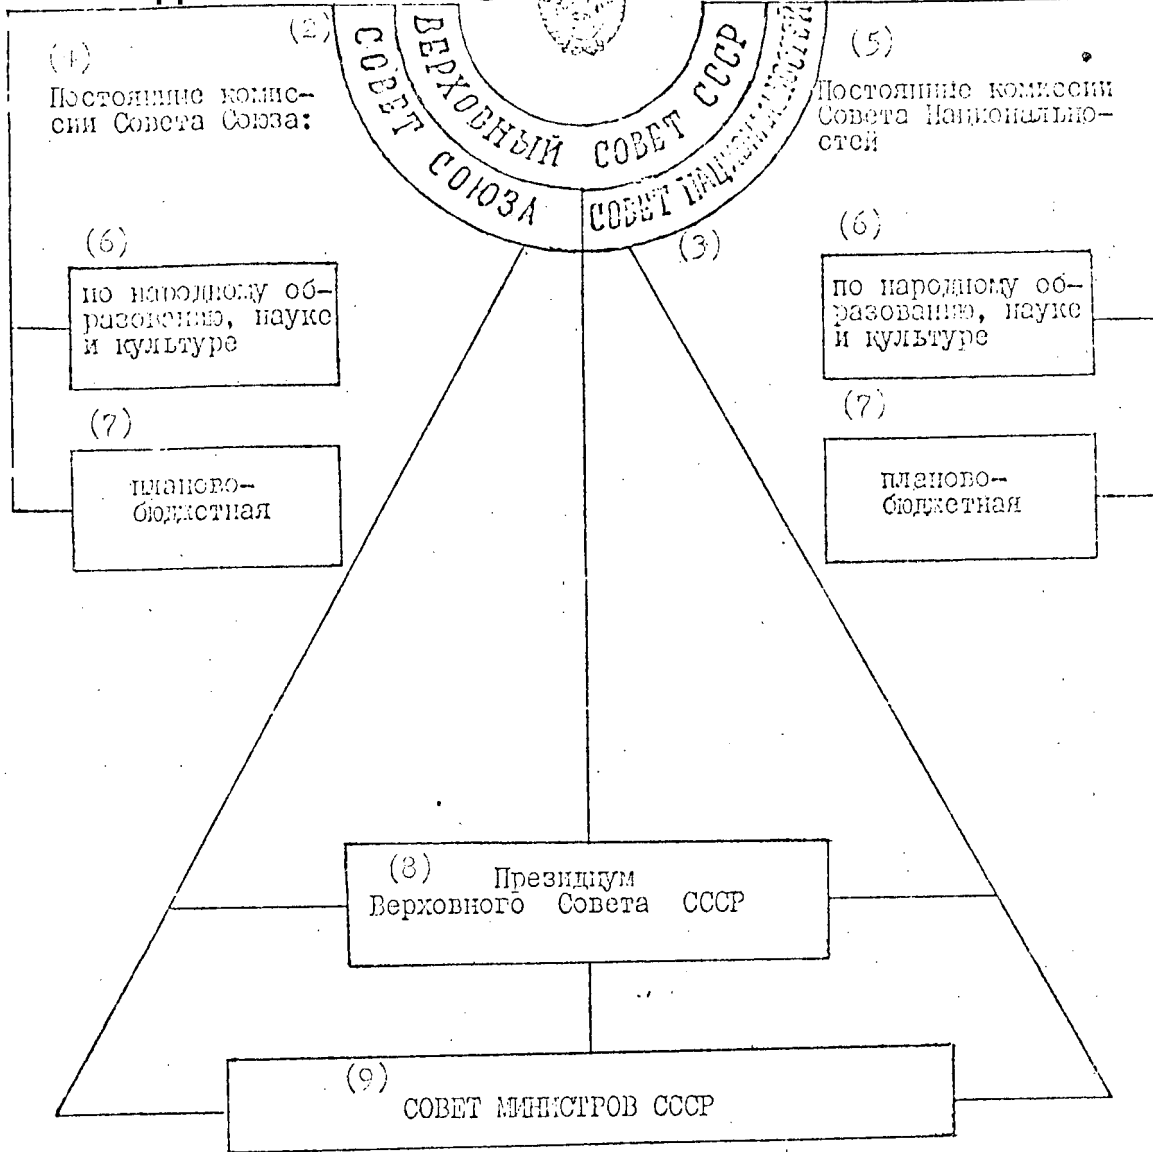 (2)
ВЕРХОВНЫЙ СОВЕТ СССР
СОВЕТ СОЮЗА
СОВЕТ НАЦИОНАЛЬНОСТЕЙ
(3)
(4)
Постоянные комис-
сии Совета Союза:
(5)
Постоянные комиссии
Совета Национально-
стей
(6)
по народному об-
разованию, науке
и культуре
(6)
по народному об-
разованию, науке
и культуре
(7)
планово-
бюджетная
(7)
планово-
бюджетная
(8) Президиум
Верховного Совета СССР
(9)
СОВЕТ МИНИСТРОВ СССР